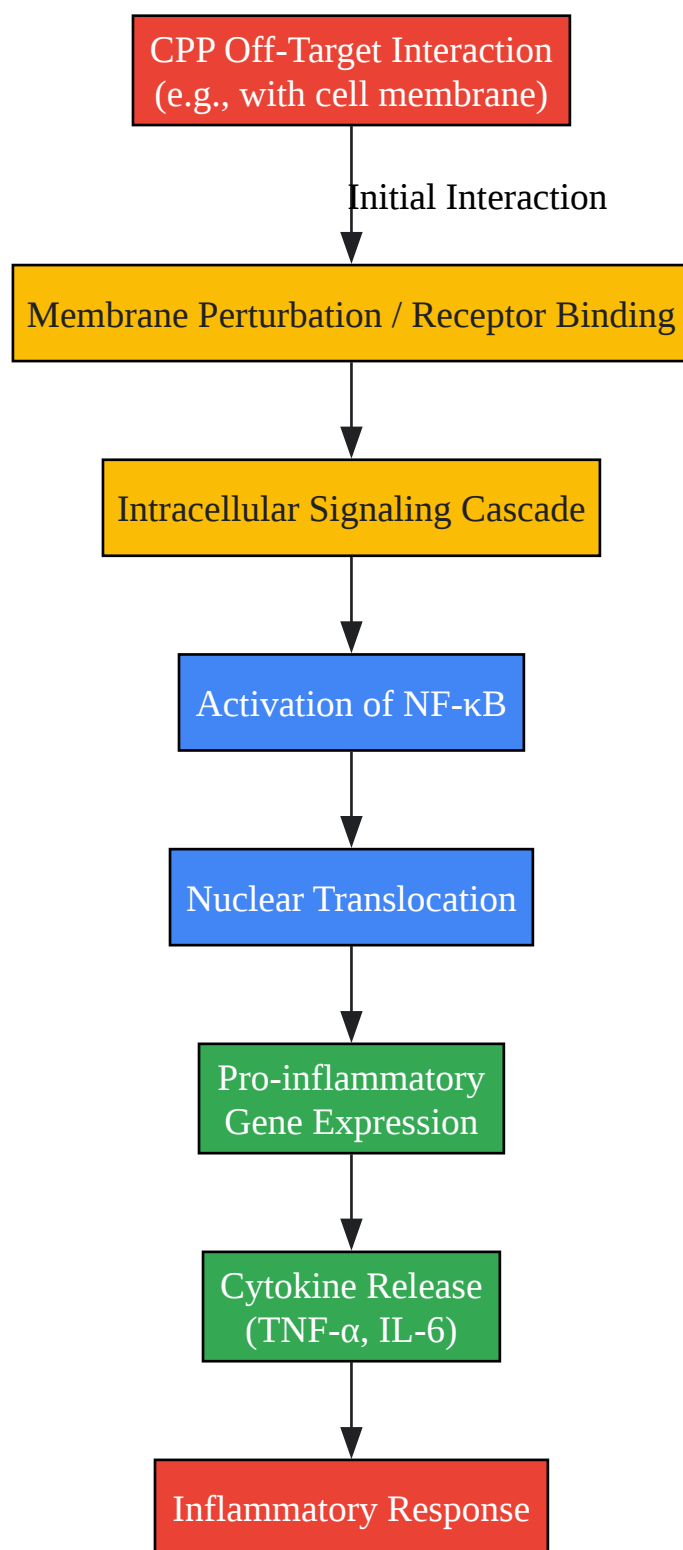 CPP Off-Target Interaction
(e.g., with cell membrane)
Initial Interaction
Membrane Perturbation / Receptor Binding
Intracellular Signaling Cascade
Activation of NF-κB
Nuclear Translocation
Pro-inflammatory
Gene Expression
Cytokine Release
(TNF-α, IL-6)
Inflammatory Response